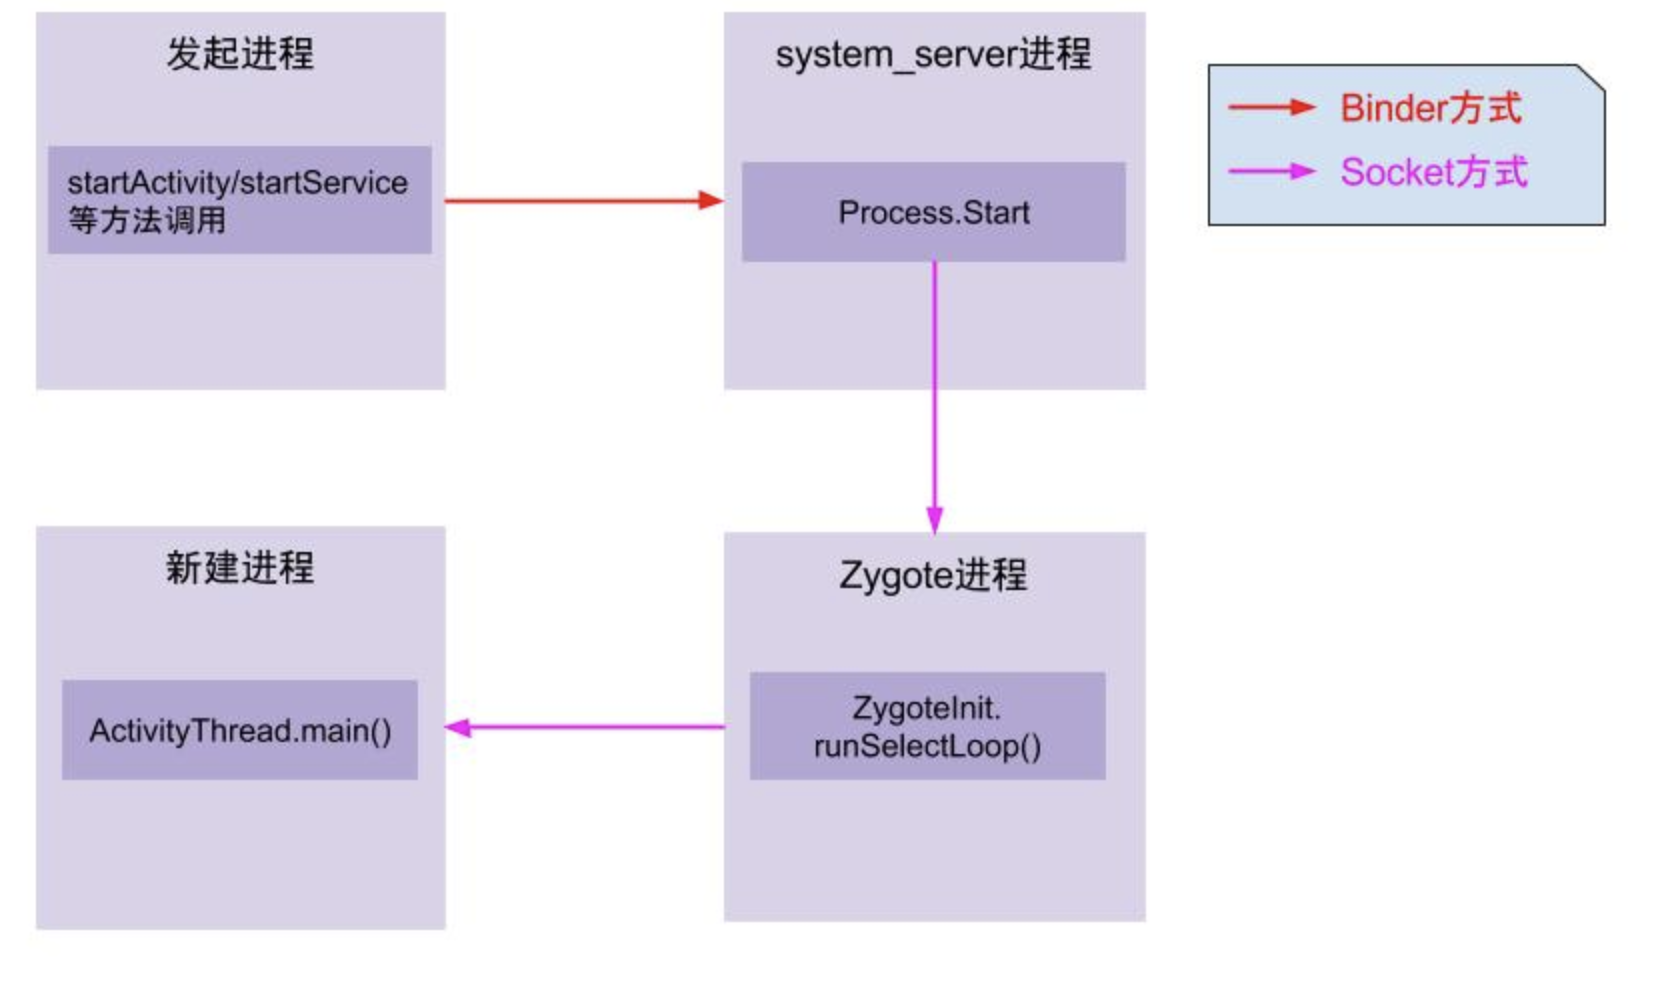 发起进程
startActivity/startService
等方法调用
system_server进程
Process.Start
Binder方式
Socket方式
新建进程
ActivityThread.main()
Zygote进程
ZygoteInit.
runSelectLoop()